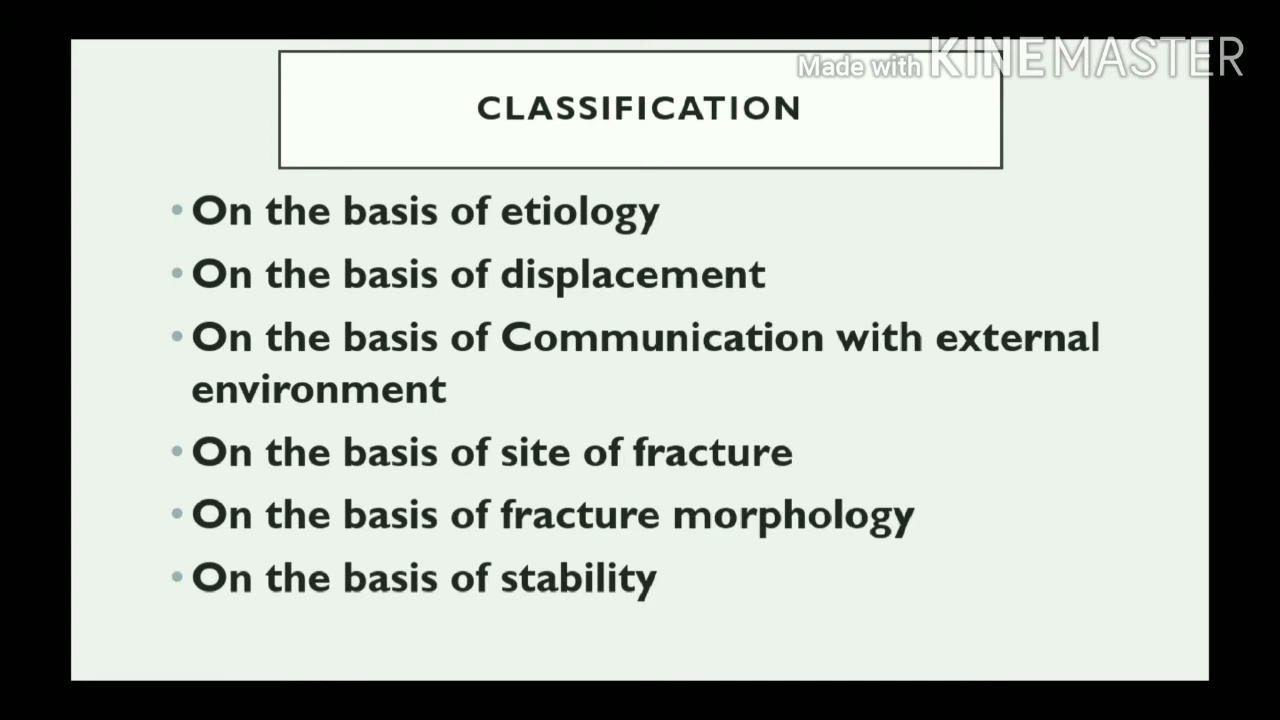 Made with KINEMASTER
CLASSIFICATION
• On the basis of etiology
• On the basis of displacement
• On the basis of Communication with external
environment
• On the basis of site of fracture
• On the basis of fracture morphology
• On the basis of stability